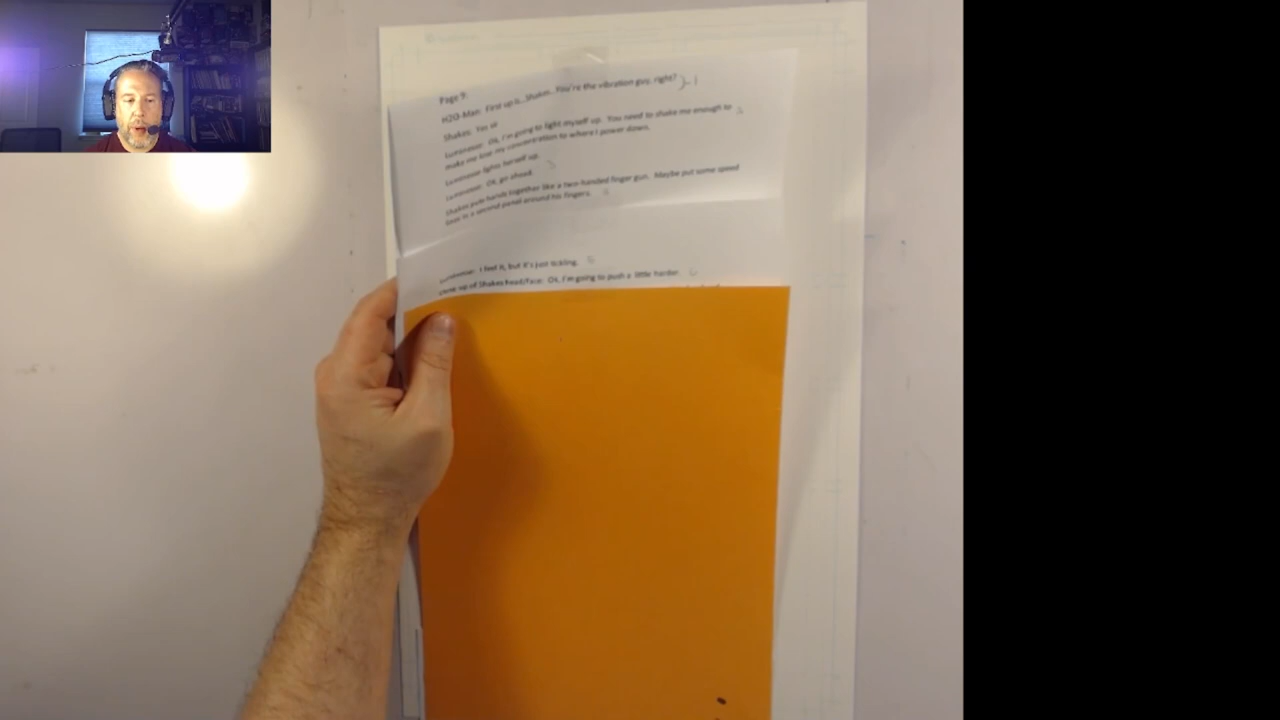 Page 9:
H2O-Man: First up is...Shakes. You're the vibration guy, right? 1
Shakes: Yes sir
Luminestar: Ok, I'm going to light myself up. You need to shake me enough to
make me lose my concentration to where I power down.
lights herself up.
Ok, go ahead.
Shakes puts hands together like a two-handed finger gun. Maybe put some speed
lines in a second panel around his fingers.
I feel it, but it's just tickling.
Close up of Shakes head/face: Ok, I'm going to push a little harder.